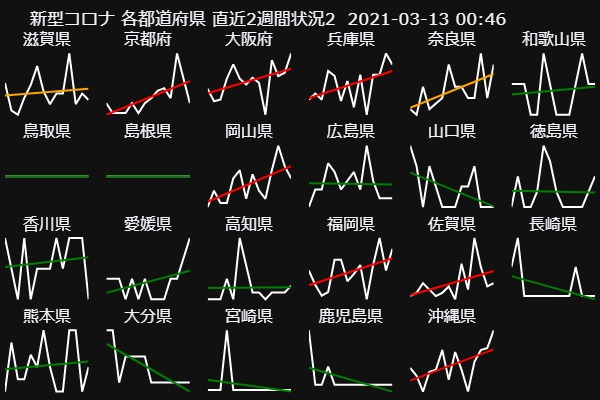 新型コロナ 各都道府県 直近2週間状況2 2021-03-13 00:46
滋賀県 京都府 大阪府 兵庫県 奈良県 和歌山県
鳥取県 島根県 岡山県 広島県 山口県 徳島県
香川県 愛媛県 高知県 福岡県 佐賀県 長崎県
熊本県 大分県 宮崎県 鹿児島県 沖縄県